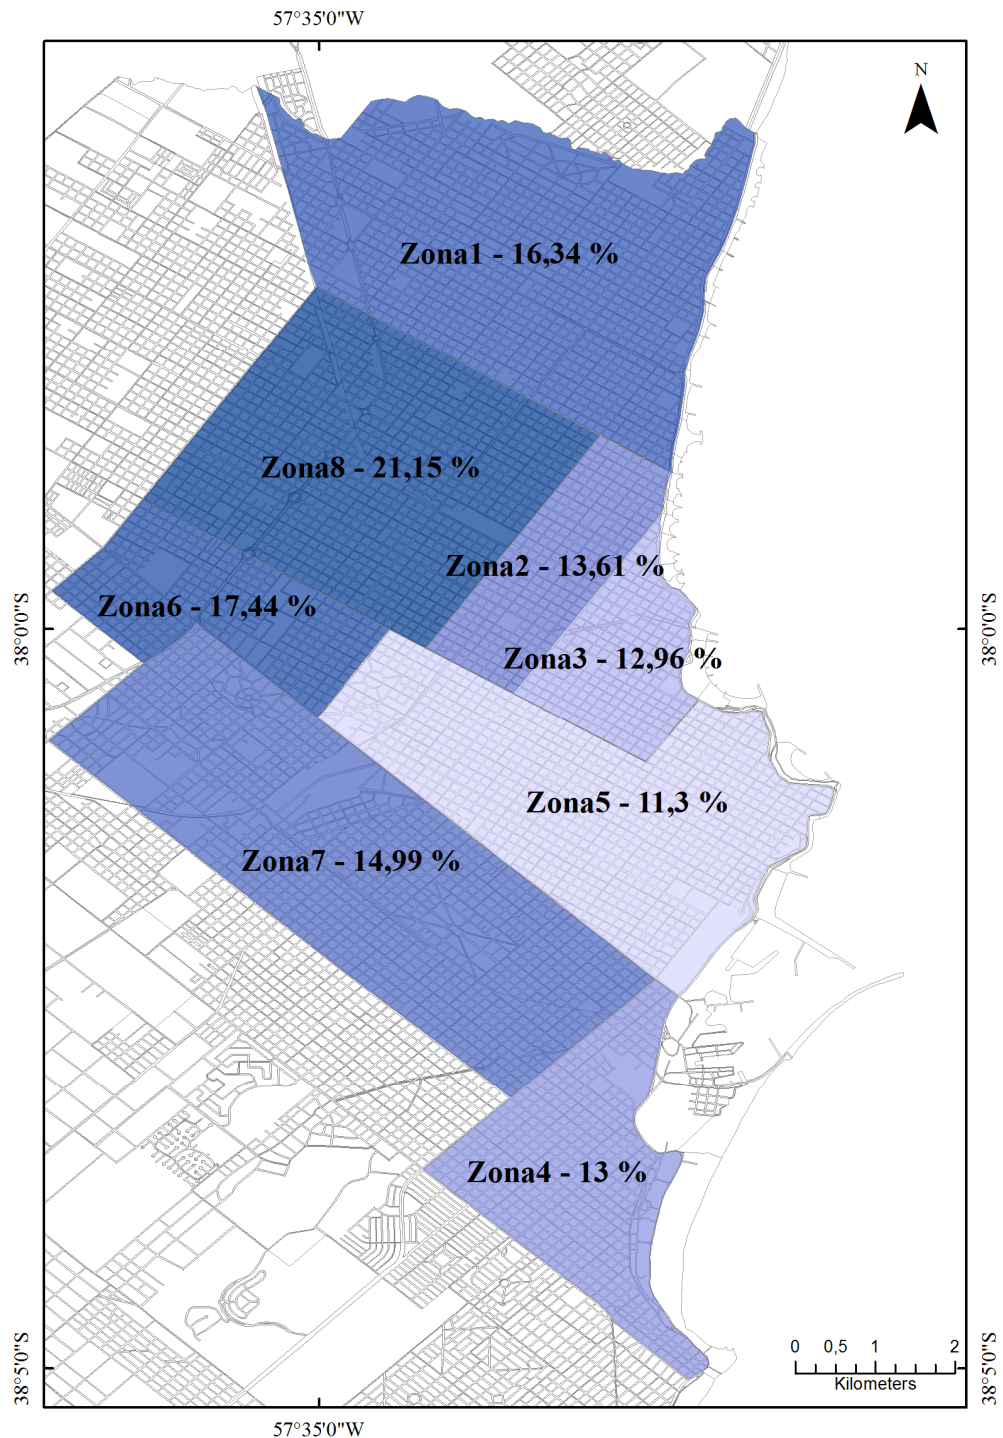 57°35'0"W
N
Zona1 - 16,34 %
Zona8 - 21,15 %
Zona2 - 13,61 %
Zona6 - 17,44 %
38°0'0"S
38°0'0"S
Zona3 - 12,96 %
Zona5 - 11,3 %
Zona7 - 14,99 %
Zona4 - 13 %
0 0,5 1 2
Kilometers
38°5'0"S
38°5'0"S
57°35'0"W